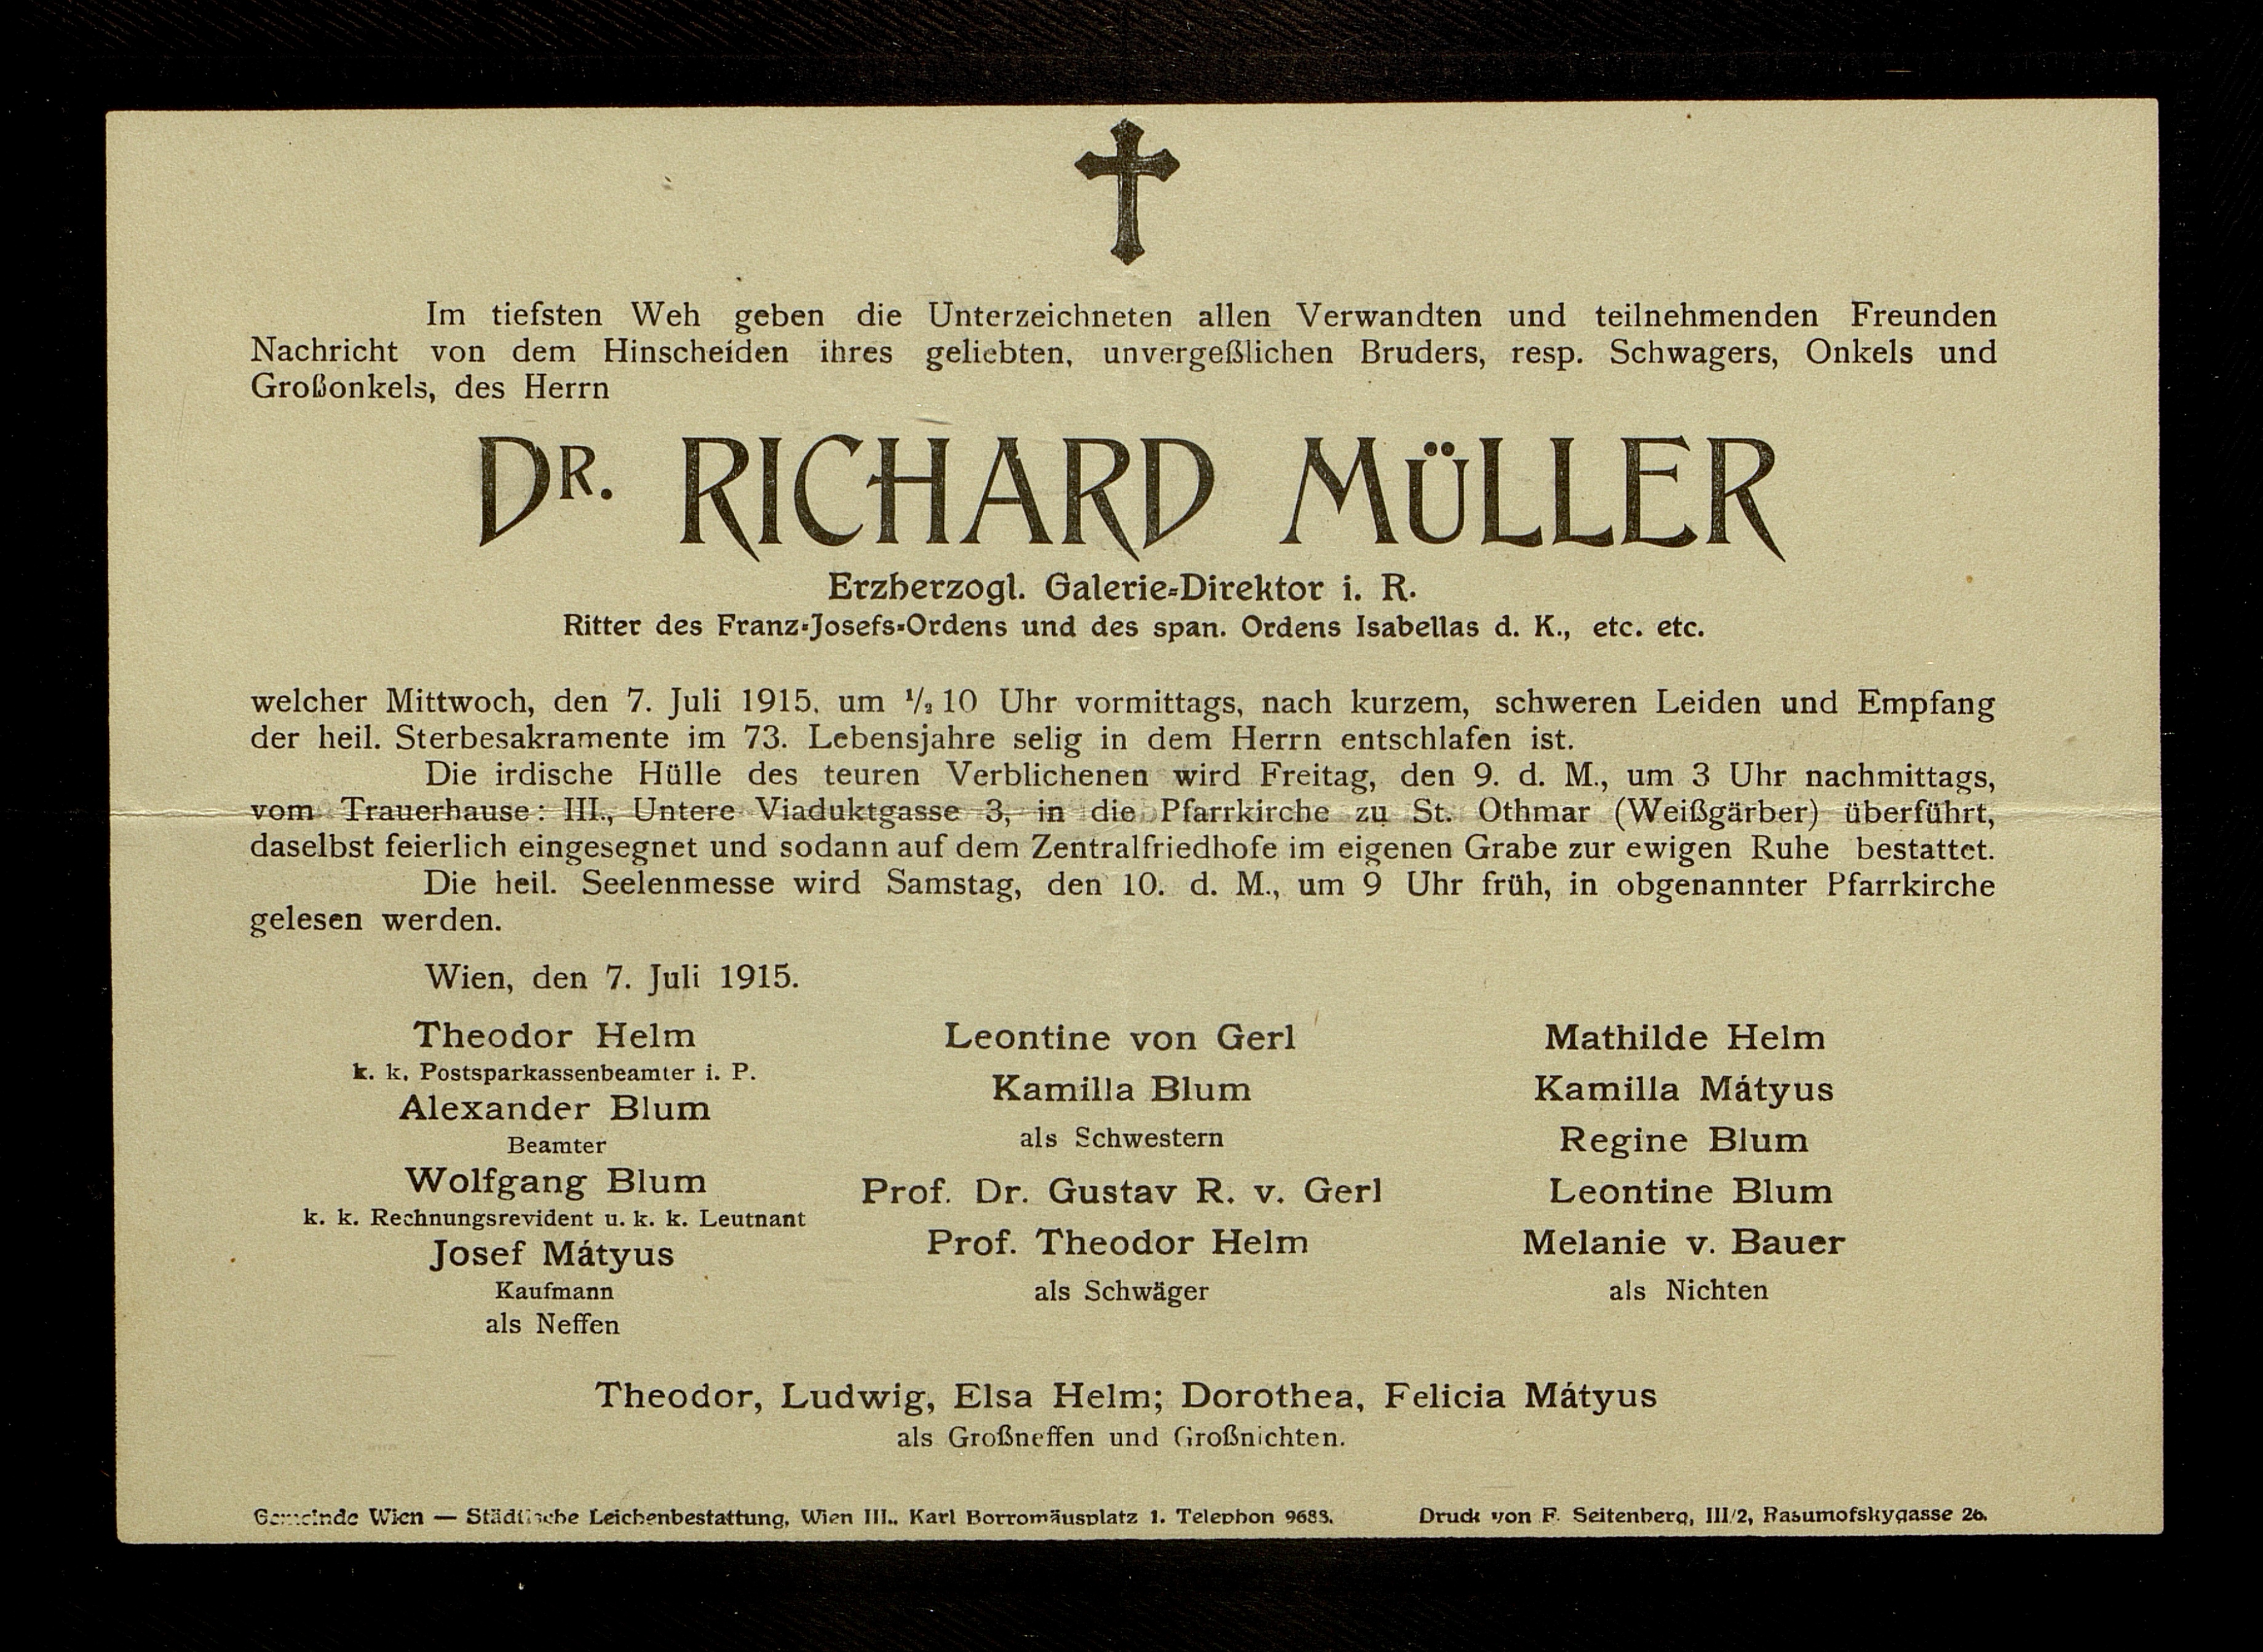 Im tiefsten Weh geben die Unterzeichneten allen Verwandten und teilnehmenden Freunden
Nachricht von dem Hinscheiden ihres geliebten, unvergeßlichen Bruders, resp. Schwagers, Onkels und
Großonkels, des Herrn
DR. RICHARD MÜLLER
Erzherzogl. Galerie-Direktor i. R.
Ritter des Franz-Josefs-Ordens und des span. Ordens Isabellas d. K., etc. etc.
welcher Mittwoch, den 7. Juli 1915, um ½10 Uhr vormittags, nach kurzem, schweren Leiden und Empfang
der heil. Sterbesakramente im 73. Lebensjahre selig in dem Herrn entschlafen ist.
Die irdische Hülle des teuren Verblichenen wird Freitag, den 9. d. M., um 3 Uhr nachmittags,
vom Trauerhause: III., Untere Viaduktgasse 3, in die Pfarrkirche zu St. Othmar (Weißgärber) überführt,
daselbst feierlich eingesegnet und sodann auf dem Zentralfriedhofe im eigenen Grabe zur ewigen Ruhe bestattet.
Die heil. Seelenmesse wird Samstag, den 10. d. M., um 9 Uhr früh, in obgenannter Pfarrkirche
gelesen werden.
Wien, den 7. Juli 1915.
Theodor Helm
k. k. Postsparkassenbeamter i. P.
Alexander Blum
Beamter
Wolfgang Blum
k. k. Rechnungsrevident u. k. k. Leutnant
Josef Mátyus
Kaufmann
als Neffen
Leontine von Gerl
Kamilla Blum
als Schwestern
Prof. Dr. Gustav R. v. Gerl
Prof. Theodor Helm
als Schwäger
Mathilde Helm
Kamilla Mátyus
Regine Blum
Leontine Blum
Melanie v. Bauer
als Nichten
Theodor, Ludwig, Elsa Helm; Dorothea, Felicia Mátyus
als Großneffen und Großnichten.
Gemeinde Wien — Städtische Leichenbestattung, Wien III., Karl Borromäusplatz 1. Telephon 9683.
Druck von F. Seitenberg, III/2, Rasumofskygasse 26.